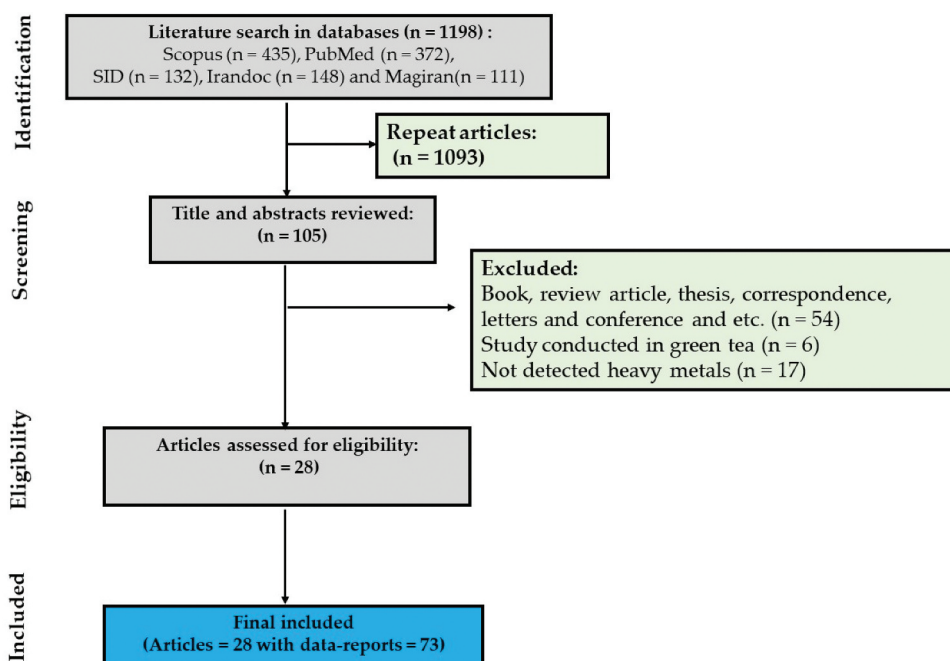 Identification
Literature search in databases (n = 1198) :
Scopus (n = 435), PubMed (n = 372),
SID (n = 132), Irandoc (n = 148) and Magiran(n = 111)
Repeat articles:
(n = 1093)
Screening
Title and abstracts reviewed:
(n = 105)
Excluded:
Book, review article, thesis, correspondence,
letters and conference and etc. (n = 54)
Study conducted in green tea (n = 6)
Not detected heavy metals (n = 17)
Eligibility
Articles assessed for eligibility:
(n = 28)
Included
Final included
(Articles = 28 with data-reports = 73)